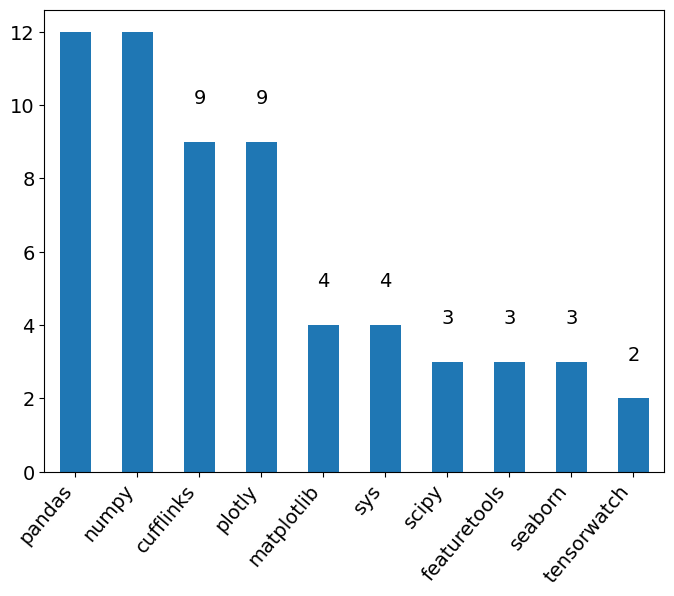 12
10
8
6
4
2
0
9
9
4
4
3
3
3
2
pandas
numpy
cufflinks
plotly
matplotlib
sys
scipy
featuretools
seaborn
tensorwatch